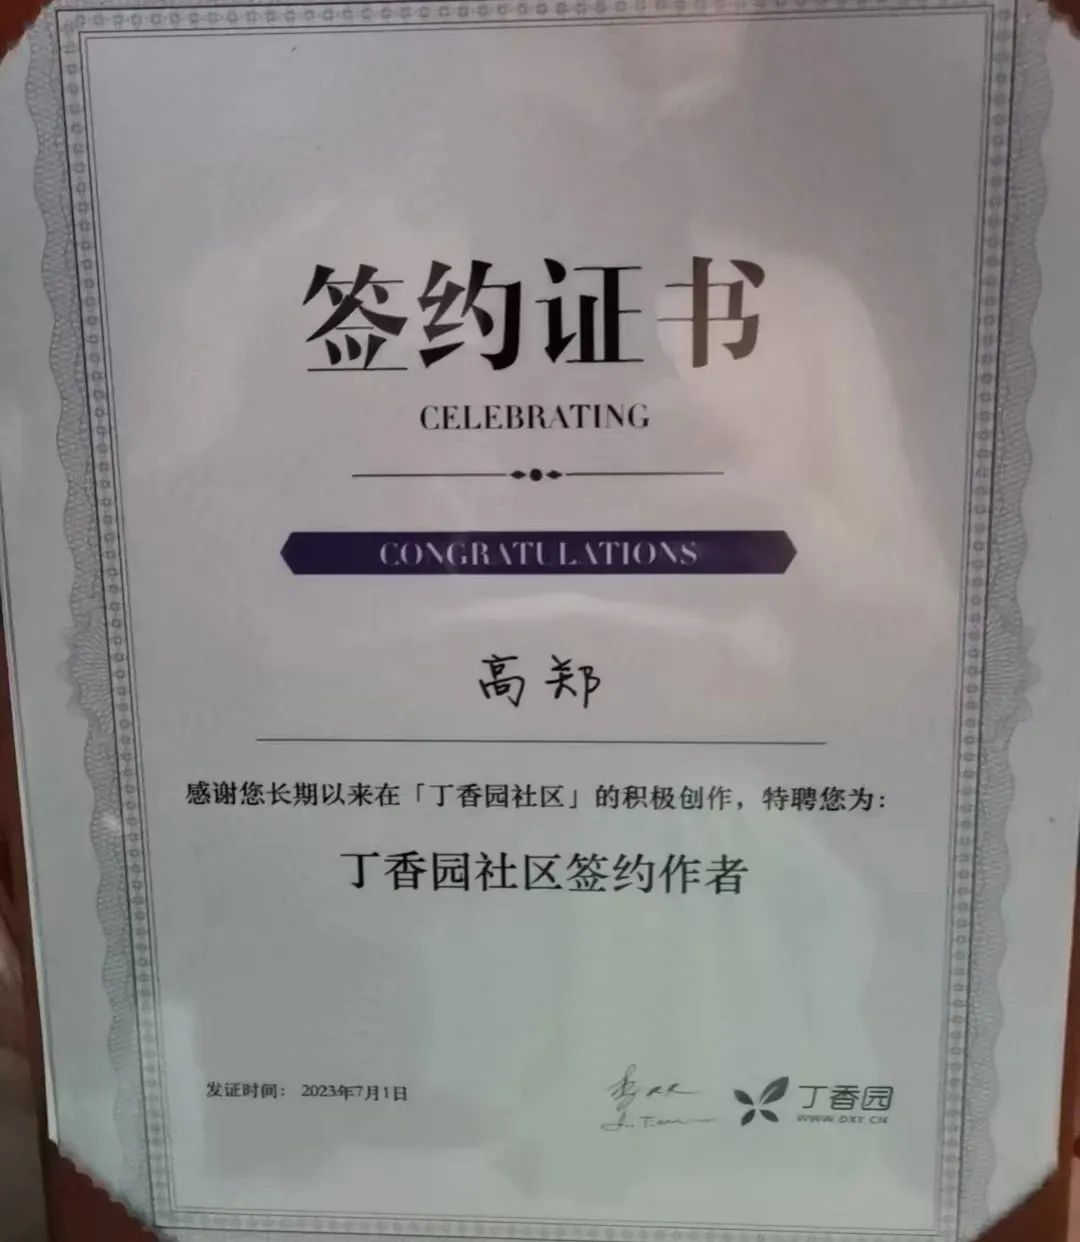 签约证书
CELEBRATING
CONGRATULATIONS
高郑
感谢您长期以来在「丁香园社区」的积极创作，特聘您为：
丁香园社区签约作者
发证时间： 2023年7月1日
丁香园
WWW.DXY.CN